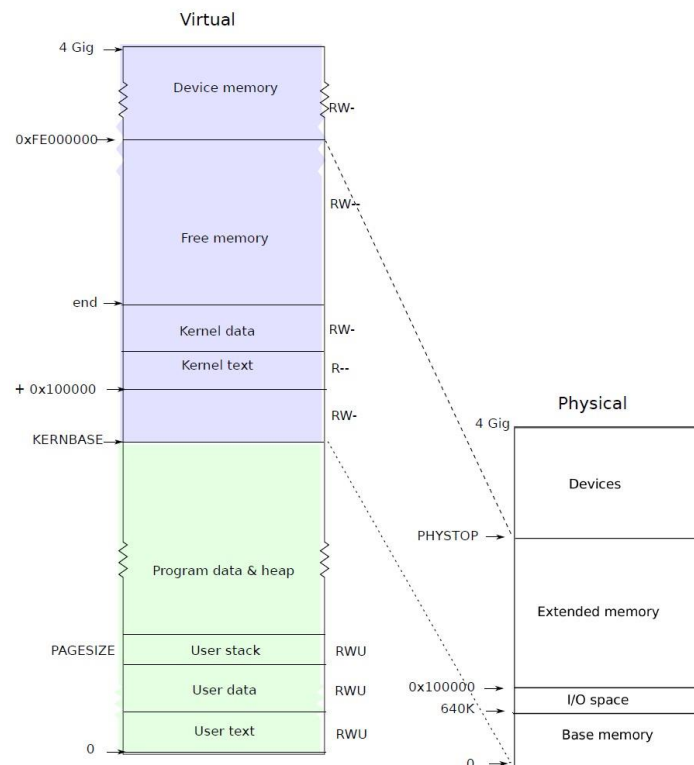 Virtual
4 Gig
Device memory
RW-
0xFE000000
RW--
Free memory
end
Kernel data
RW-
Kernel text
R--
+ 0x100000
RW-
KERNBASE
Program data & heap
PAGESIZE
User stack
RWU
User data
RWU
User text
RWU
0
Physical
4 Gig
Devices
PHYSTOP
Extended memory
0x100000
I/O space
640K
Base memory
0